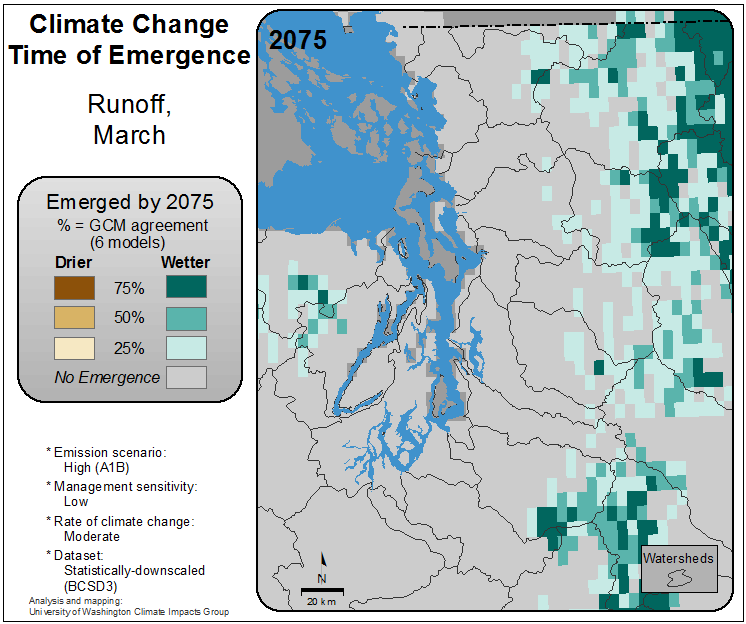 Climate Change
Time of Emergence
Runoff,
March
Emerged by 2075
% = GCM agreement
(6 models)
Drier Wetter
75%
50%
25%
No Emergence
* Emission scenario:
High (A1B)
* Management sensitivity:
Low
* Rate of climate change:
Moderate
* Dataset:
Statistically-downscaled
(BCSD3)
Analysis and mapping:
University of Washington Climate Impacts Group
2075
N
20 km
Watersheds